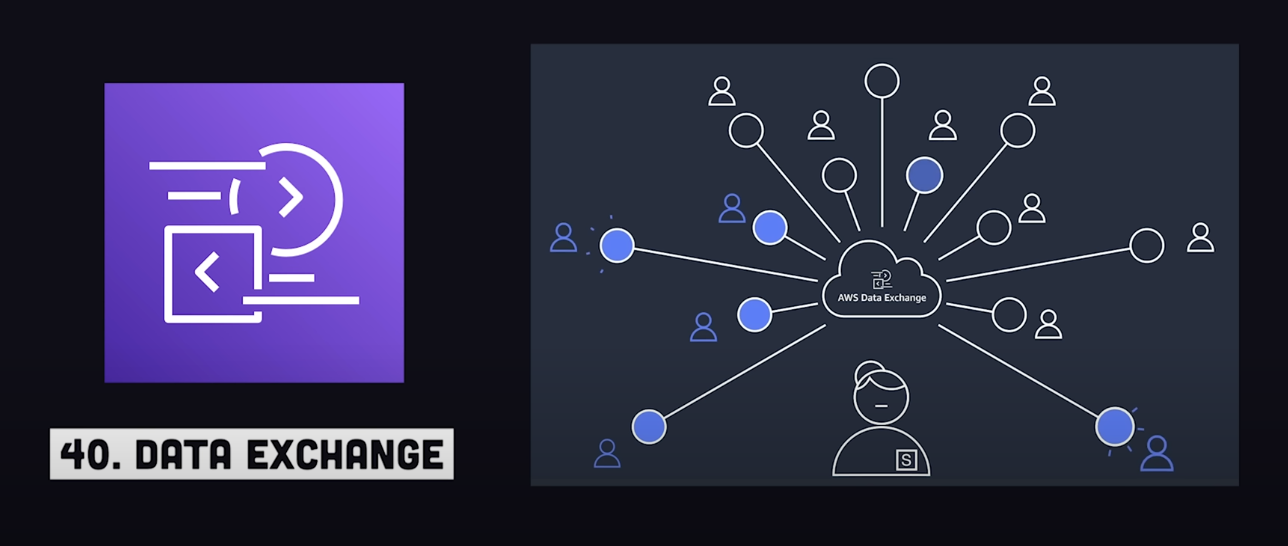 AWS Data Exchange
S
40. DATA EXCHANGE